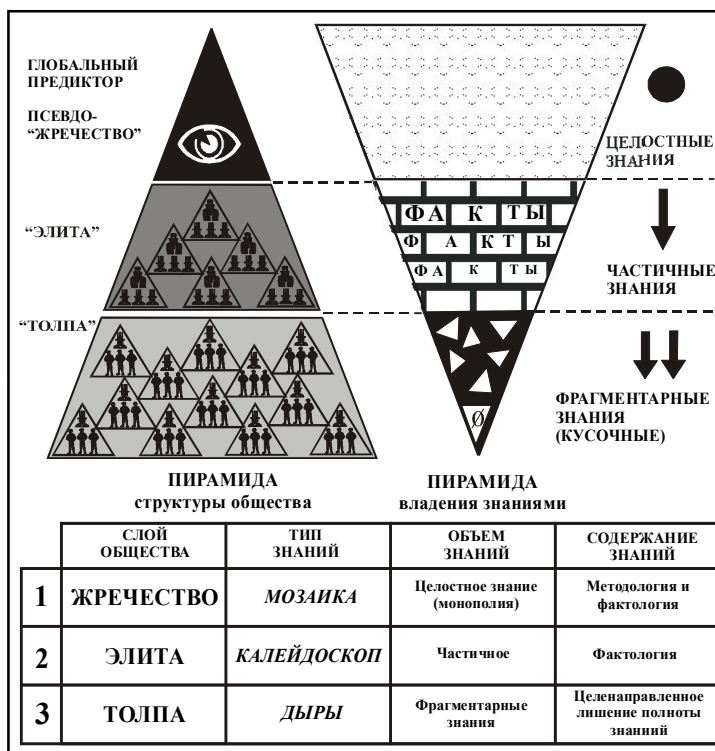 ГЛОБАЛЬНЫЙ
ПРЕДИКТОР
ПСЕВДО-
“ЖРЕЧЕСТВО”
“ЭЛИТА”
“ТОЛПА”
ФА К ТЫ
Ф А КТ Ы
ФА К ТЫ
Ø
ЦЕЛОСТНЫЕ
ЗНАНИЯ
ЧАСТИЧНЫЕ
ЗНАНИЯ
ФРАГМЕНТАРНЫЕ
ЗНАНИЯ
(КУСОЧНЫЕ)
ПИРАМИДА
структуры общества
ПИРАМИДА
владения знаниями
СЛОЙ
ОБЩЕСТВА
ТИП
ЗНАНИЙ
ОБЪЕМ
ЗНАНИЙ
СОДЕРЖАНИЕ
ЗНАНИЙ
1
ЖРЕЧЕСТВО
МОЗАИКА
Целостное знание
(монополия)
Методология и
фактология
2
ЭЛИТА
КАЛЕЙДОСКОП
Частичное
Фактология
3
ТОЛПА
ДЫРЫ
Фрагментарные
знания
Целенаправленное
лишение полноты
знаниий